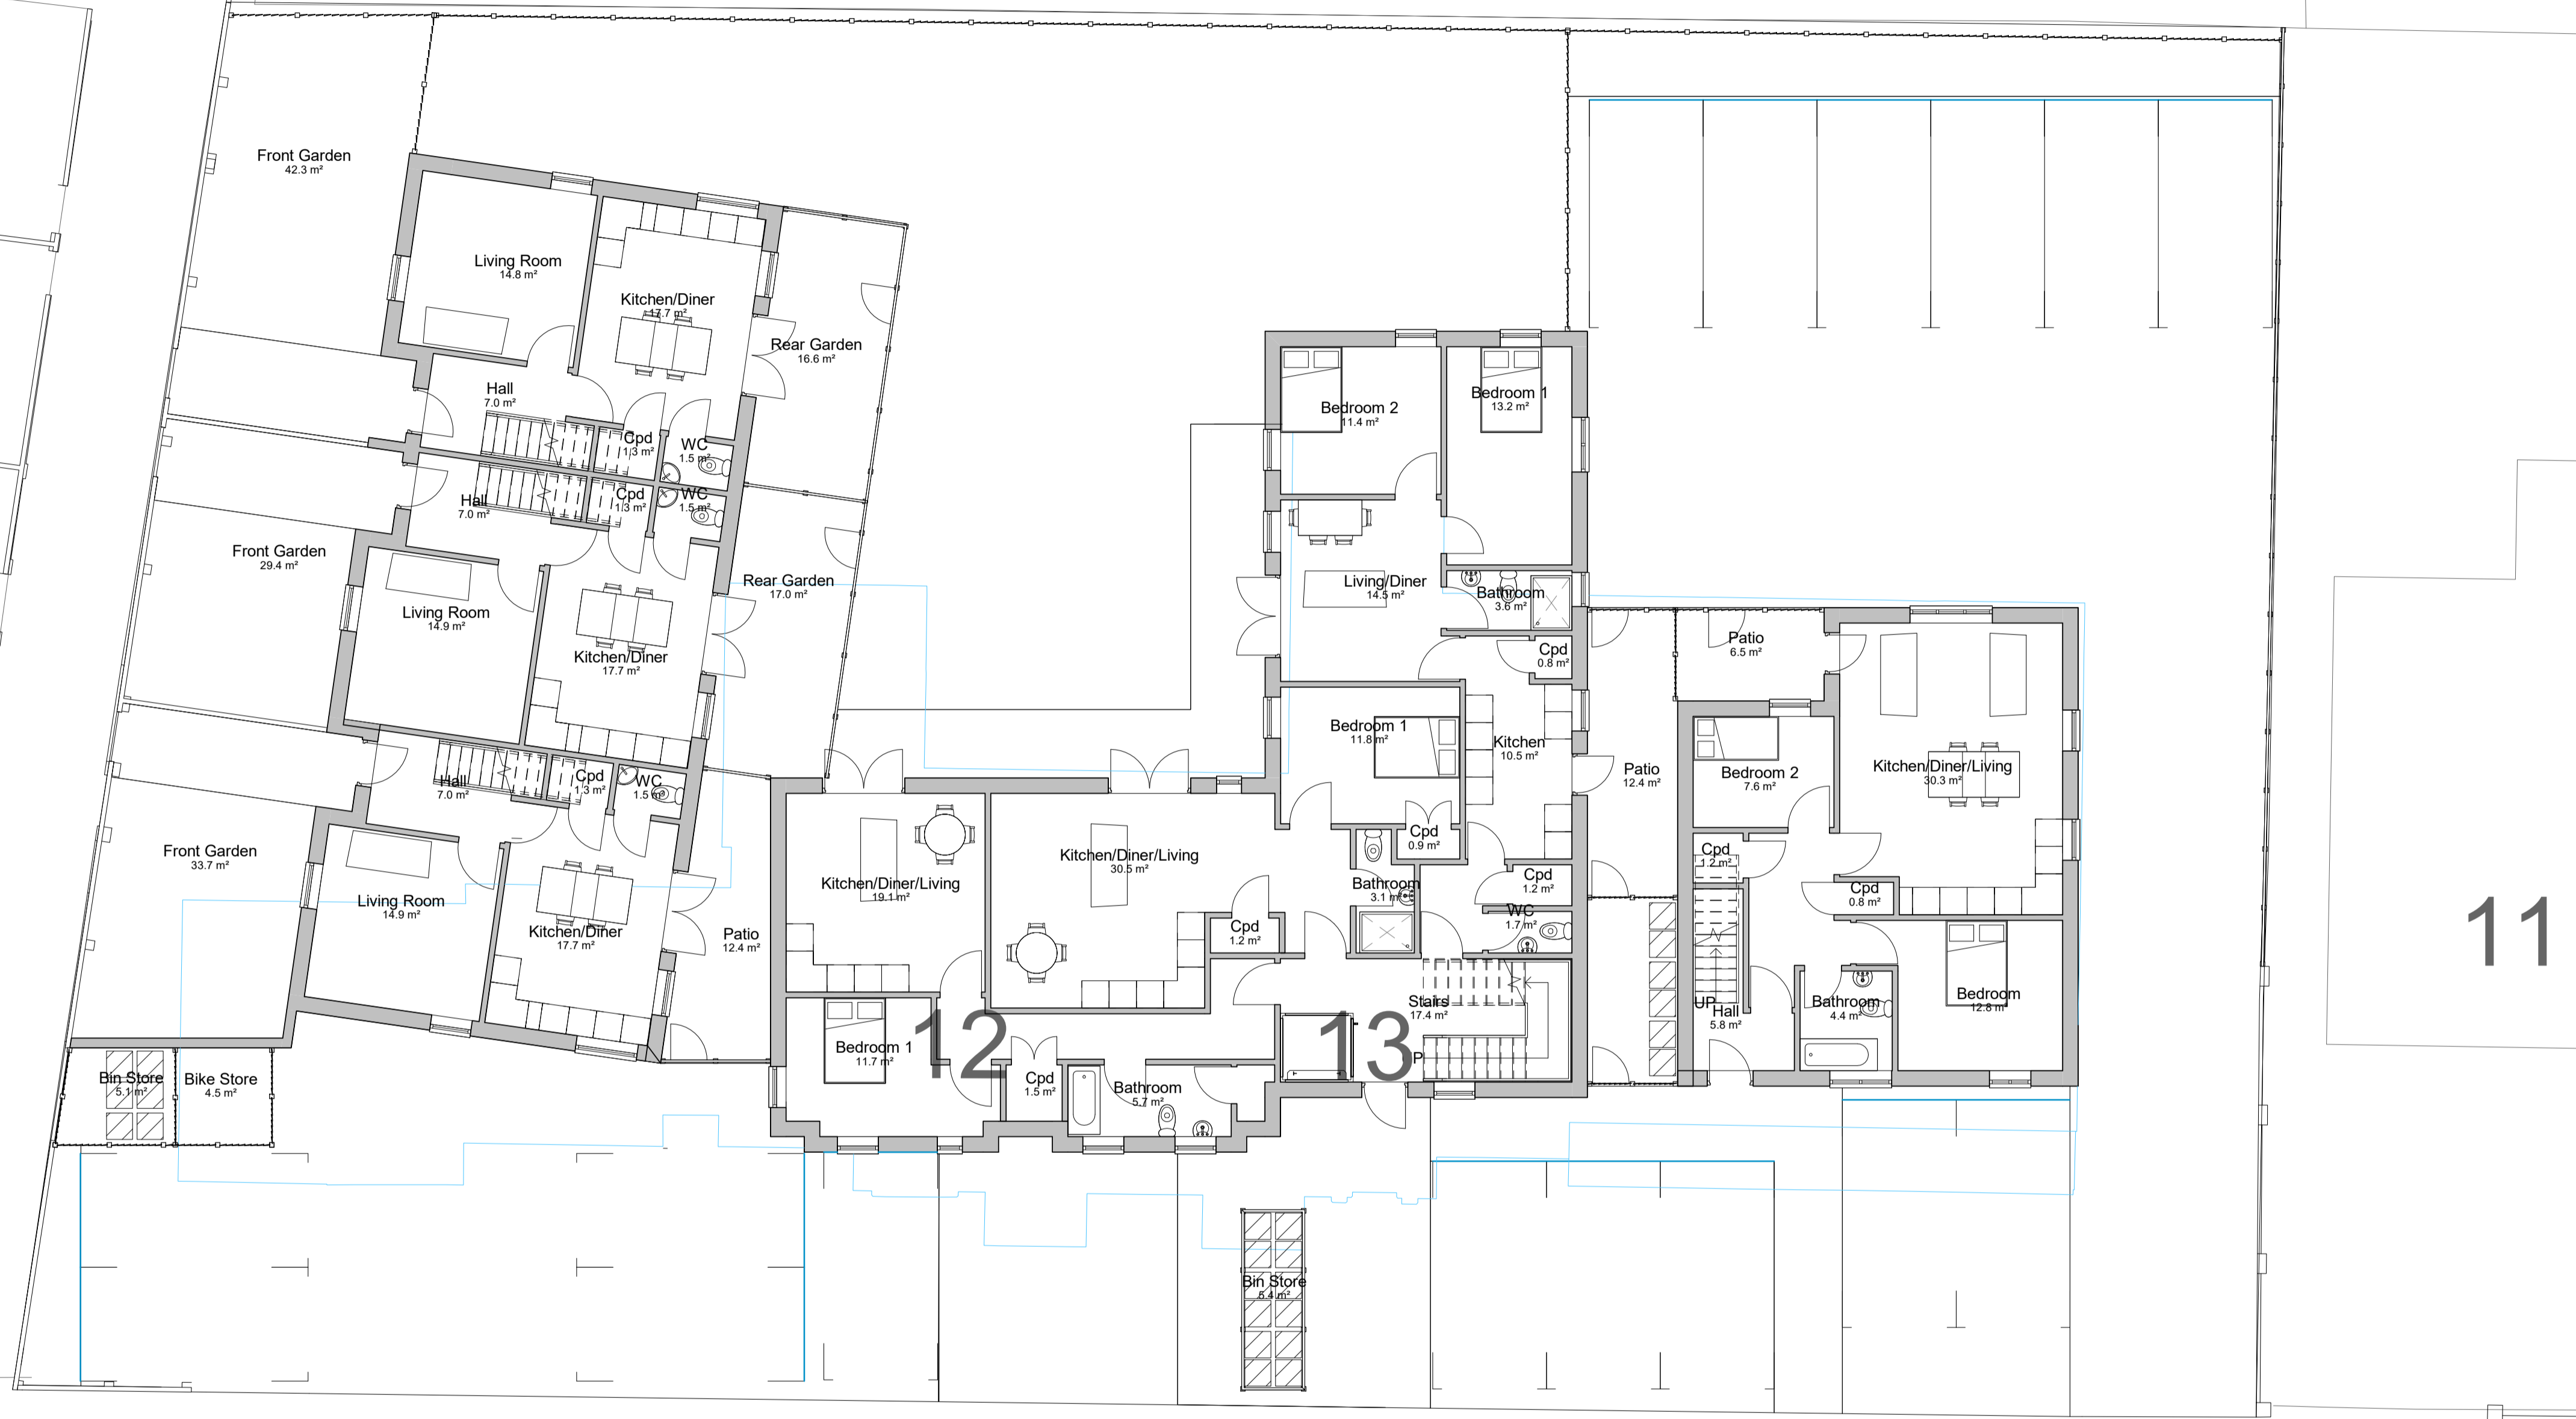 Front Garden
42.3 m²
Living Room
14.8 m²
Kitchen/Diner
17.7 m²
Rear Garden
16.6 m²
Hall
7.0 m²
Cpd
1.3 m²
WC
1.5 m²
Hall
7.0 m²
Cpd
1.3 m²
WC
1.5 m²
Front Garden
29.4 m²
Living Room
14.9 m²
Kitchen/Diner
17.7 m²
Rear Garden
17.0 m²
Hall
7.0 m²
Cpd
1.3 m²
WC
1.5 m²
Front Garden
33.7 m²
Living Room
14.9 m²
Kitchen/Diner
17.7 m²
Patio
12.4 m²
Bin Store
5.1 m²
Bike Store
4.5 m²
Kitchen/Diner/Living
19.1 m²
Kitchen/Diner/Living
30.5 m²
Cpd
1.2 m²
Bedroom 1
11.7 m²
12
Cpd
1.5 m²
Bathroom
5.7 m²
Bedroom 2
11.4 m²
Bedroom 1
13.2 m²
Living/Diner
14.5 m²
Bathroom
3.6 m²
Cpd
0.8 m²
Bedroom 1
11.8 m²
Kitchen
10.5 m²
Cpd
0.9 m²
Bathroom
3.1 m²
Cpd
1.2 m²
WC
1.7 m²
Stairs
17.4 m²
13
UP
Bin Store
5.4 m²
Patio
12.4 m²
Patio
6.5 m²
Bedroom 2
7.6 m²
Kitchen/Diner/Living
30.3 m²
Cpd
1.2 m²
Cpd
0.8 m²
UP
Hall
5.8 m²
Bathroom
4.4 m²
Bedroom
12.8 m²
11